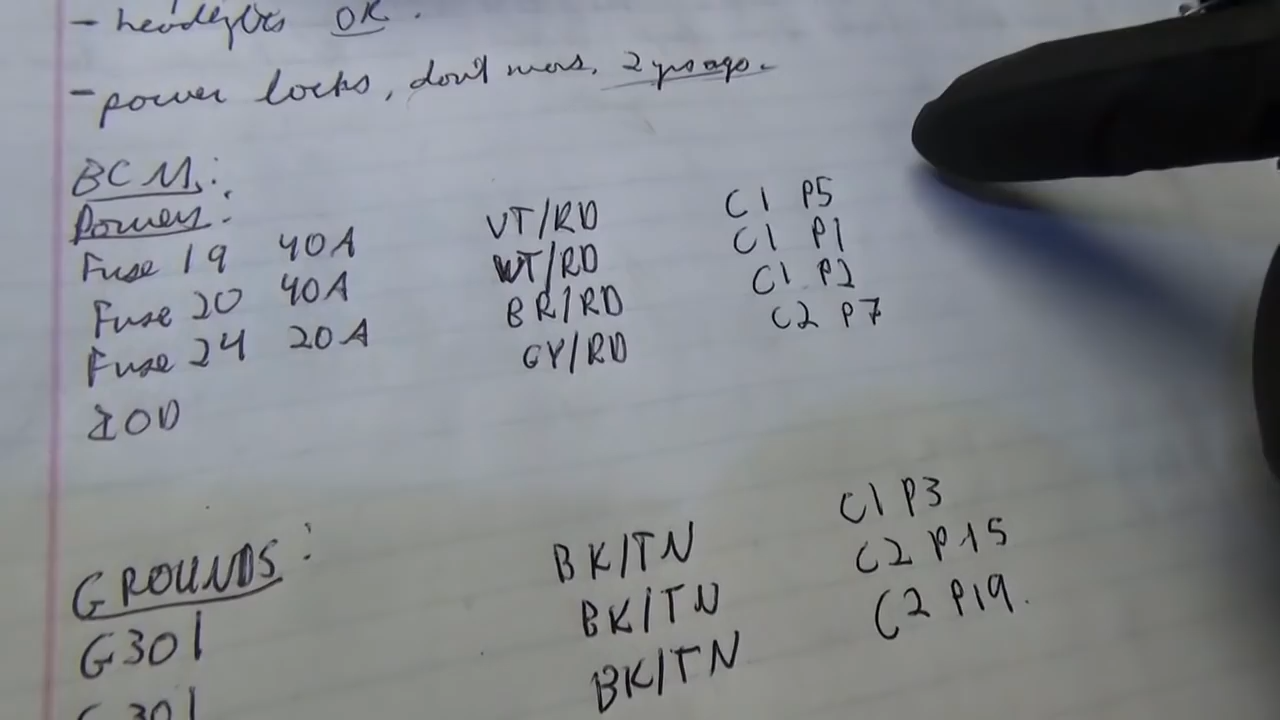 - headlights OK.
- power locks, don't work, 2 yrs ago.
BCM:
Power:
Fuse 19 40A VT/RD C1 P5
Fuse 20 40A WT/RD C1 P1
Fuse 24 20A BR/RD C1 P2
IOD GY/RD C2 P7
GROUNDS:
G301 BK/TN C1 P3
G301 BK/TN C2 P15
BK/TN C2 P19.